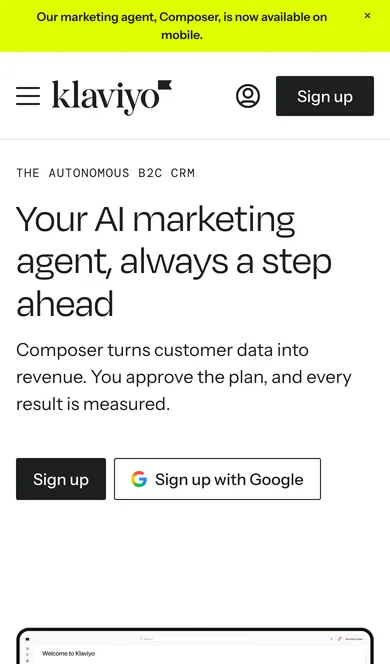 Our marketing agent, Composer, is now available on
mobile.
×
klaviyo
Sign up
THE AUTONOMOUS B2C CRM
Your AI marketing
agent, always a step
ahead
Composer turns customer data into
revenue. You approve the plan, and every
result is measured.
Sign up
Sign up with Google
Welcome to Klaviyo